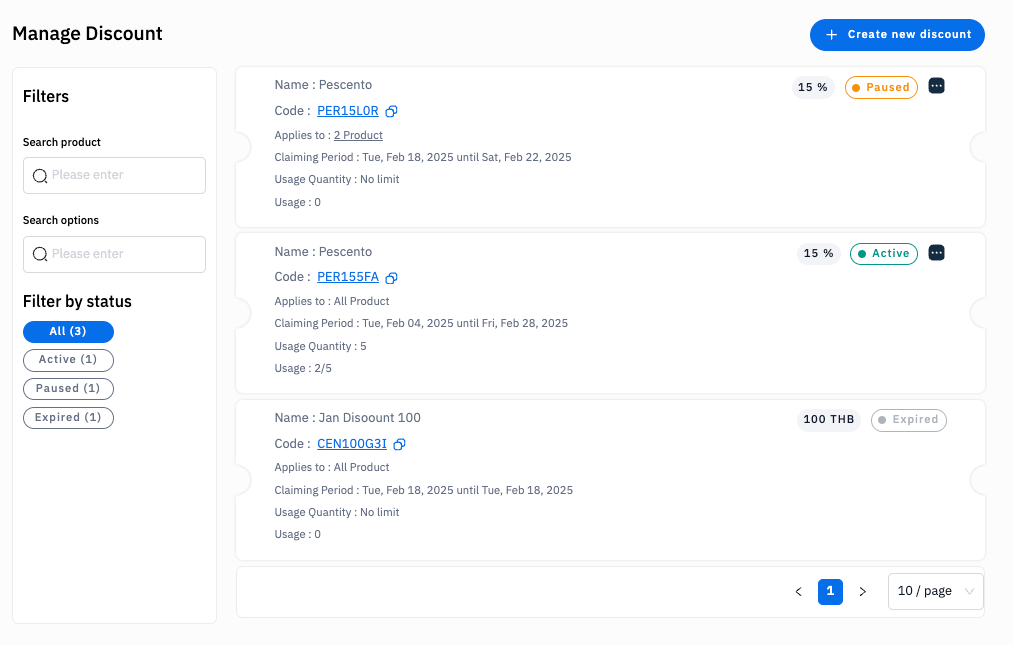 Manage Discount
+ Create new discount
Filters
Search product
Please enter
Search options
Please enter
Filter by status
All (3)
Active (1)
Paused (1)
Expired (1)
Name : Pescento
15 %
Paused
Code : PER15L0R
Applies to : 2 Product
Claiming Period : Tue, Feb 18, 2025 until Sat, Feb 22, 2025
Usage Quantity : No limit
Usage : 0
Name : Pescento
15 %
Active
Code : PER155FA
Applies to : All Product
Claiming Period : Tue, Feb 04, 2025 until Fri, Feb 28, 2025
Usage Quantity : 5
Usage : 2/5
Name : Jan Disoount 100
100 THB
Expired
Code : CEN100G3I
Applies to : All Product
Claiming Period : Tue, Feb 18, 2025 until Tue, Feb 18, 2025
Usage Quantity : No limit
Usage : 0
< 1 >
10 / page